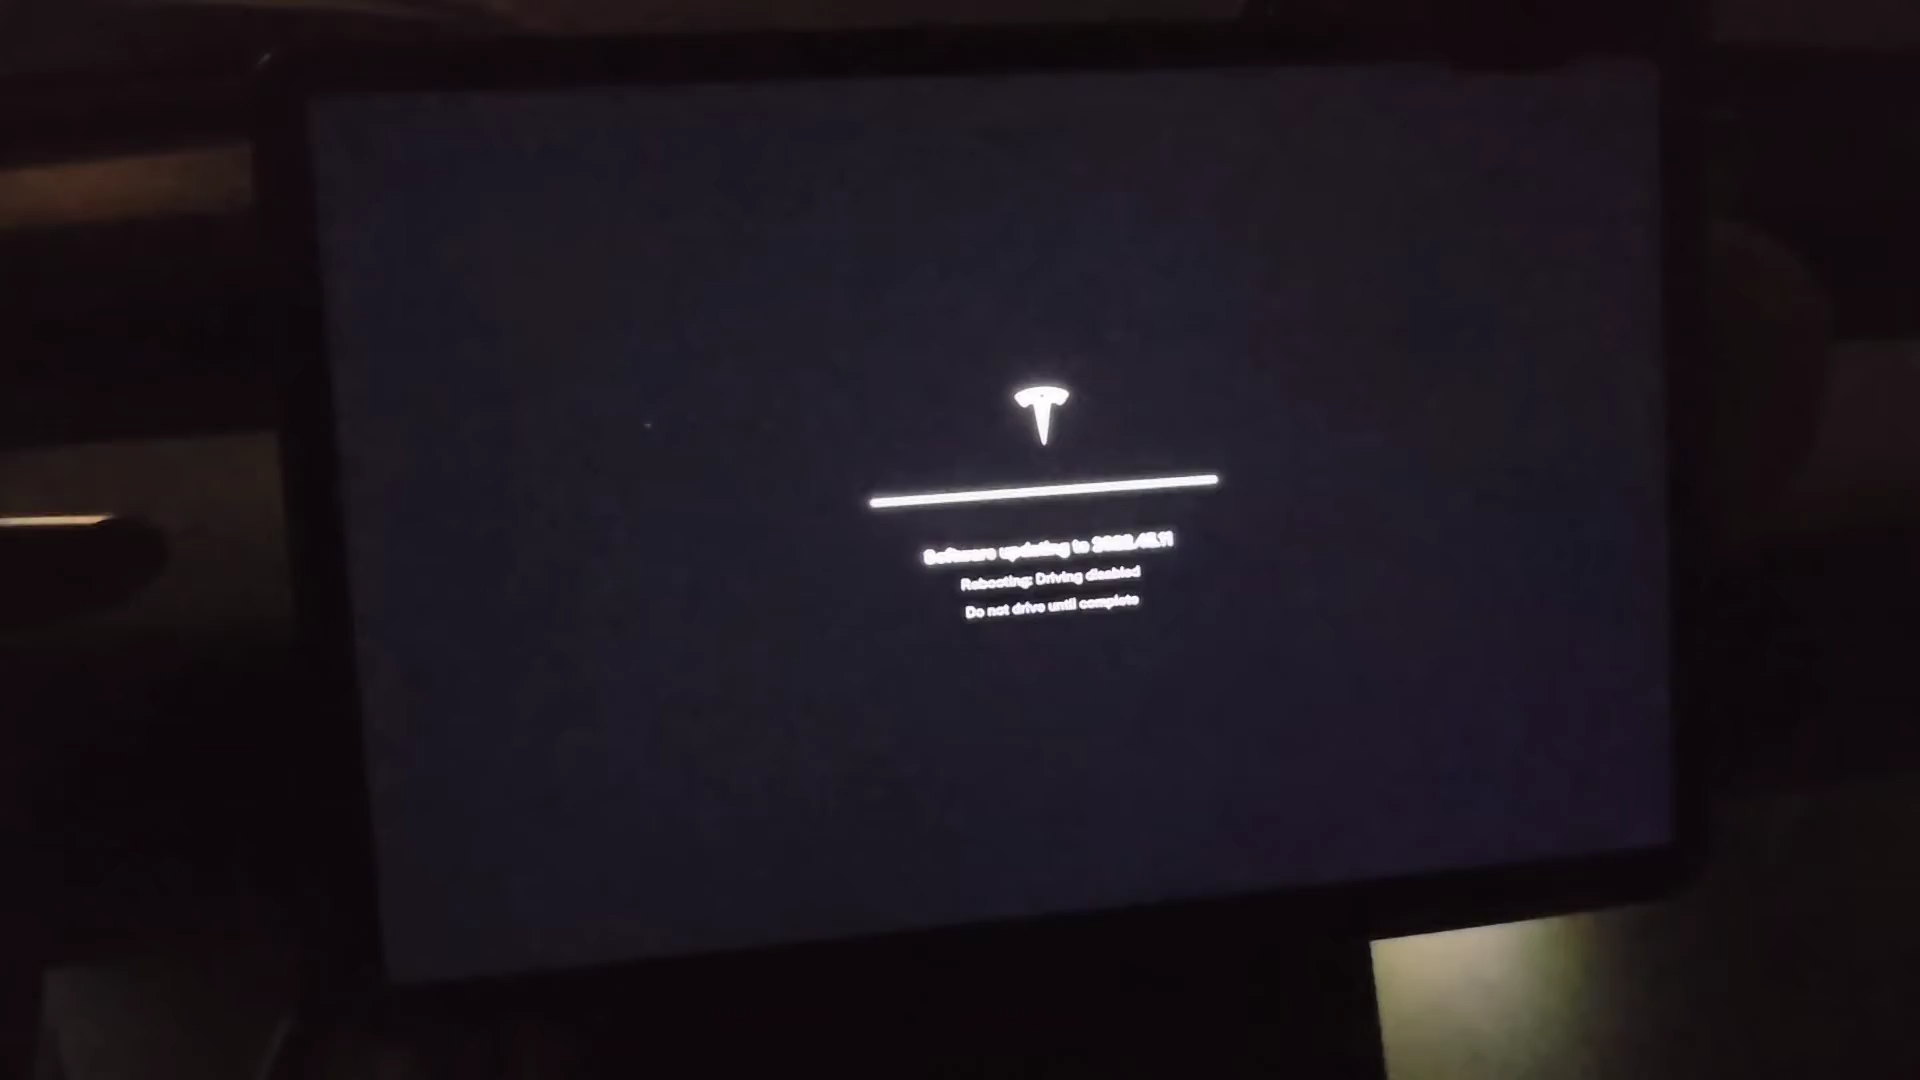 Software updating to
Rebooting: Driving disabled
Do not drive until complete